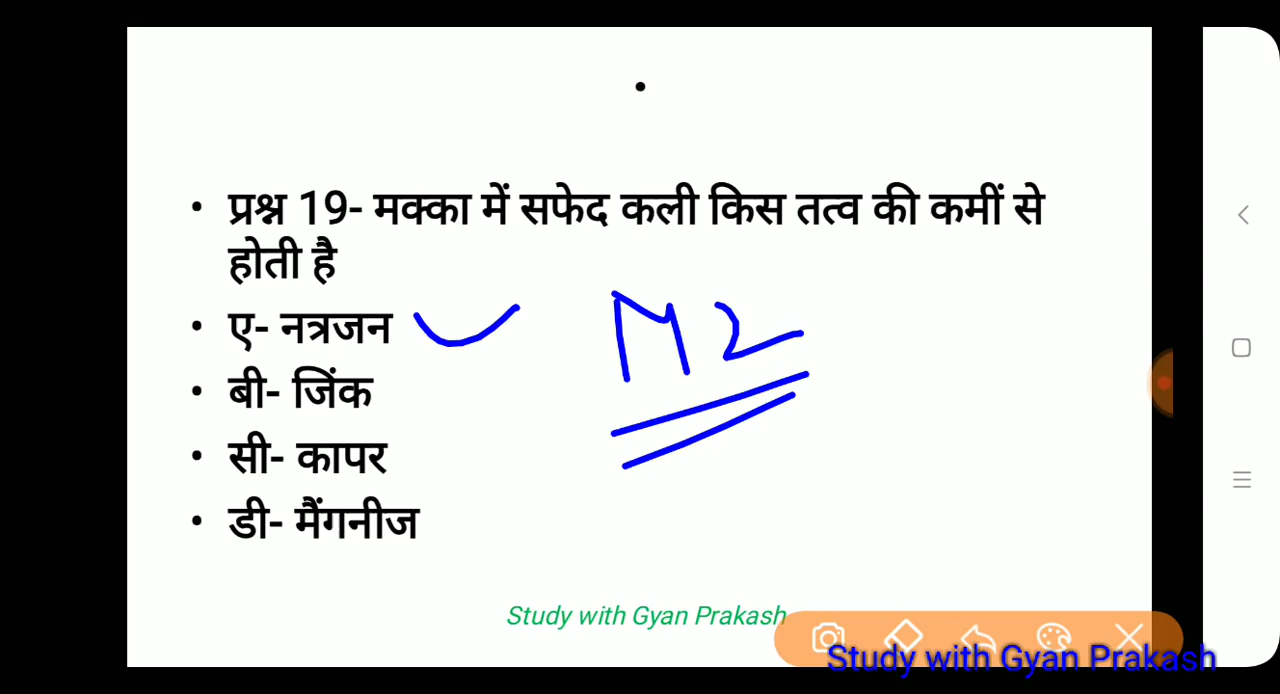 • प्रश्न 19- मक्का में सफेद कली किस तत्व की कमीं से
होती है
• ए- नत्रजन
M2
• बी- जिंक
• सी- कापर
• डी- मैंगनीज
Study with Gyan Prakash
Study with Gyan Prakash